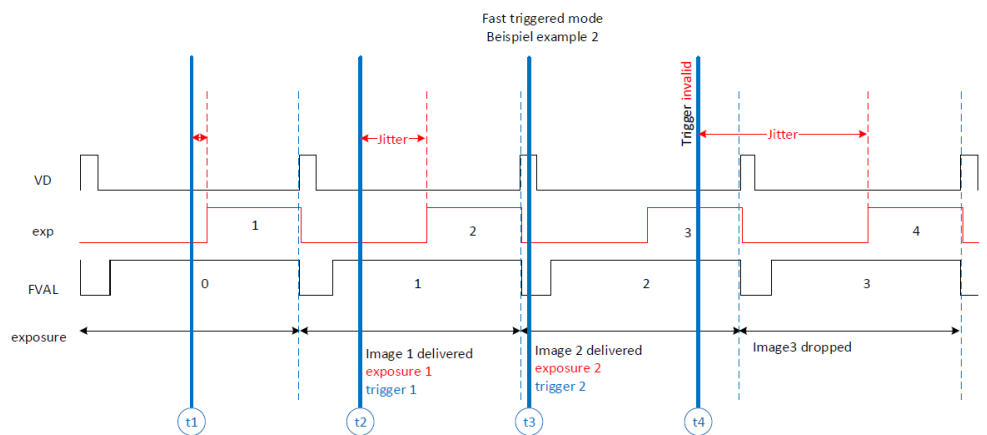 Fast triggered mode
Beispiel example 2
Trigger invalid
Jitter
Jitter
VD
exp
1
2
3
4
FVAL
0
1
2
3
exposure
Image 1 delivered
exposure 1
trigger 1
Image 2 delivered
exposure 2
trigger 2
Image3 dropped
t1
t2
t3
t4